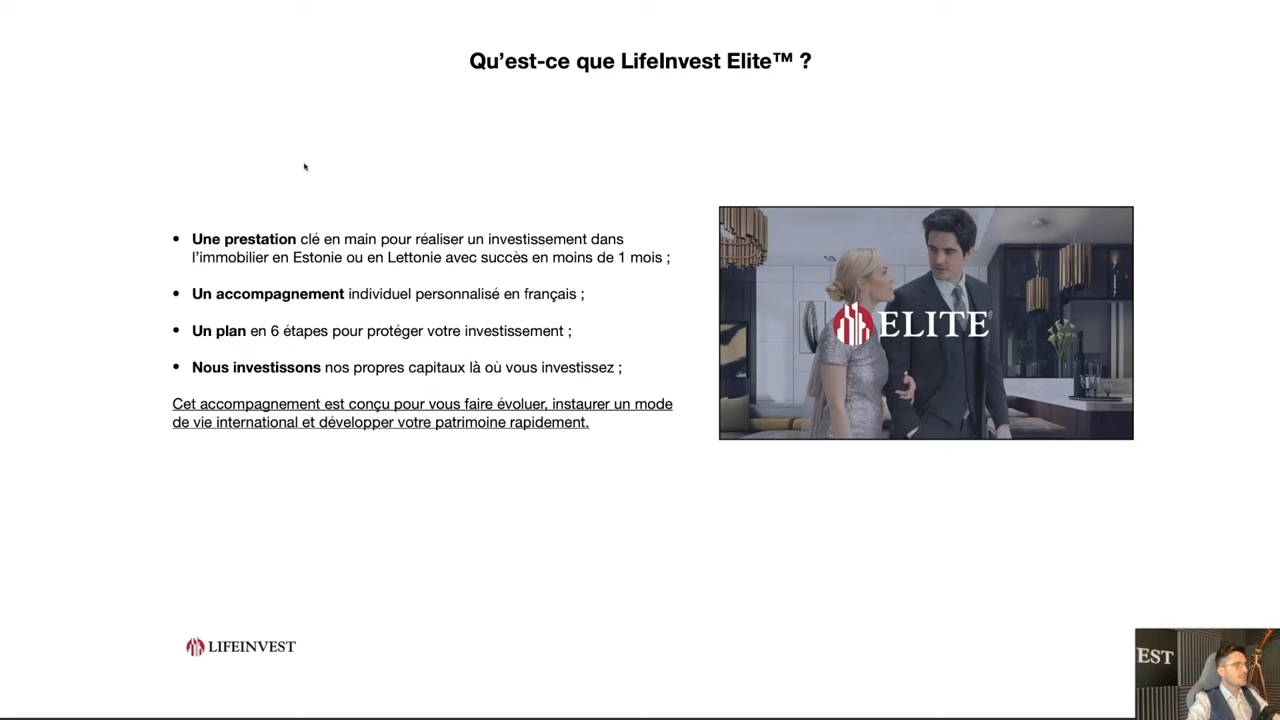 Qu’est-ce que LifeInvest Elite™ ?
• Une prestation clé en main pour réaliser un investissement dans
l’immobilier en Estonie ou en Lettonie avec succès en moins de 1 mois ;
• Un accompagnement individuel personnalisé en français ;
• Un plan en 6 étapes pour protéger votre investissement ;
• Nous investissons nos propres capitaux là où vous investissez ;
Cet accompagnement est conçu pour vous faire évoluer, instaurer un mode
de vie international et développer votre patrimoine rapidement.
ELITE
LIFEINVEST
EST